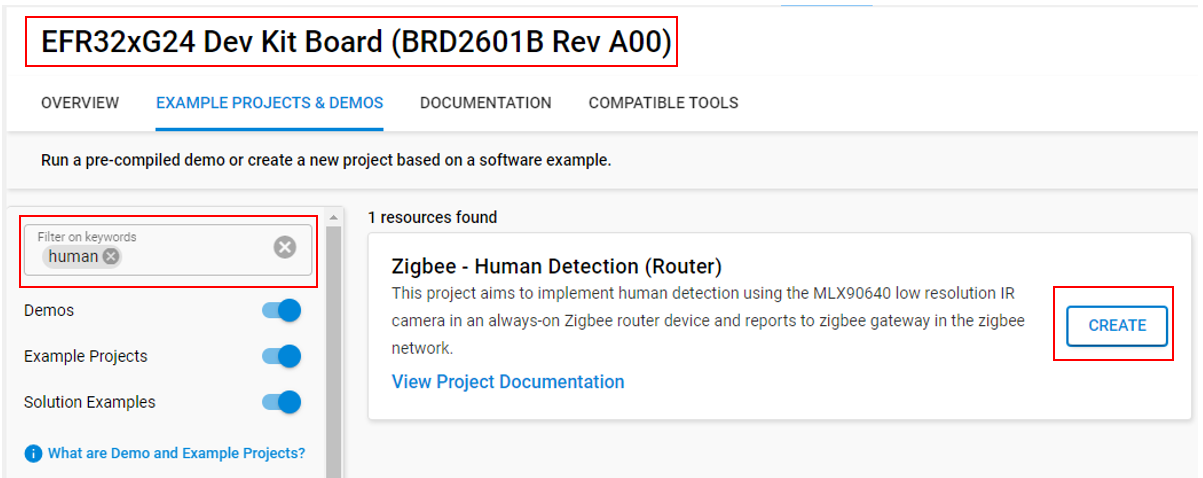 EFR32xG24 Dev Kit Board (BRD2601B Rev A00)
OVERVIEW EXAMPLE PROJECTS & DEMOS DOCUMENTATION COMPATIBLE TOOLS
Run a pre-compiled demo or create a new project based on a software example.
Filter on keywords
human
Demos
Example Projects
Solution Examples
What are Demo and Example Projects?
1 resources found
Zigbee - Human Detection (Router)
This project aims to implement human detection using the MLX90640 low resolution IR
camera in an always-on Zigbee router device and reports to zigbee gateway in the zigbee
network.
View Project Documentation
CREATE